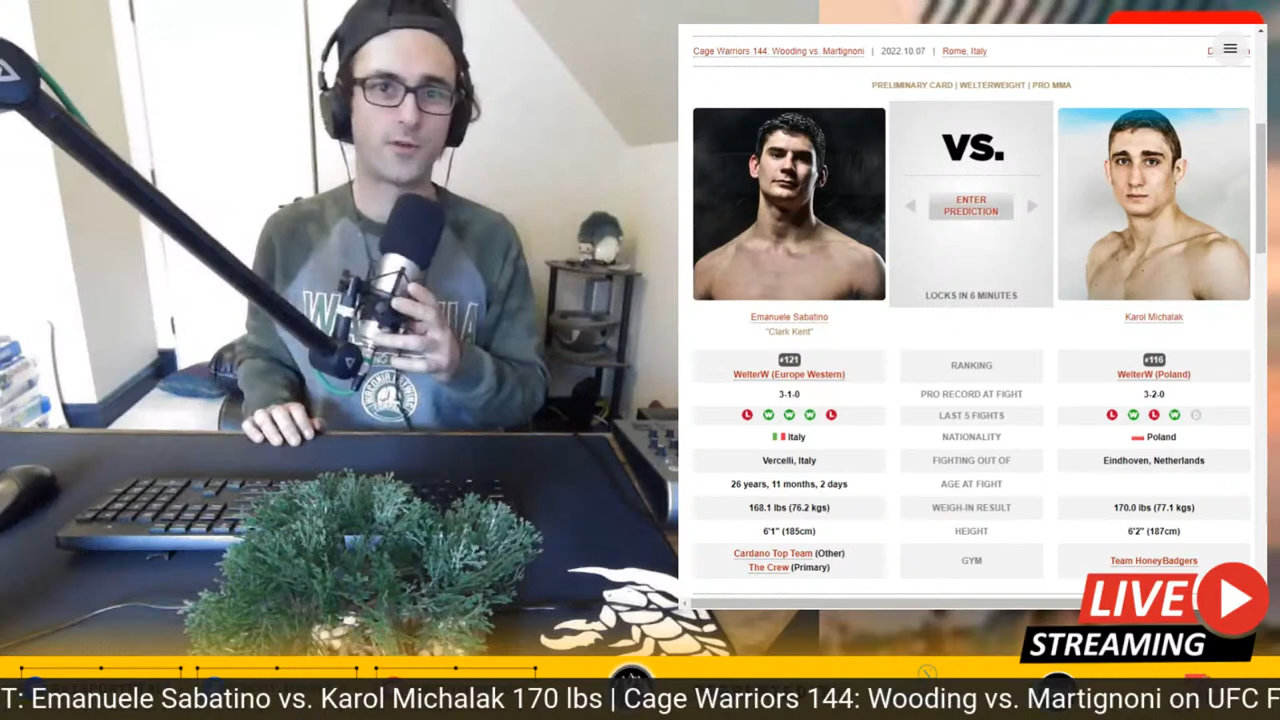 Cage Warriors 144: Wooding vs. Martignoni | 2022.10.07 | Rome, Italy
PRELIMINARY CARD | WELTERWEIGHT | PRO MMA
VS.
ENTER
PREDICTION
LOCKS IN 6 MINUTES
Emanuele Sabatino
"Clark Kent"
Karol Michalak
#121 RANKING #116
WelterW (Europe Western) WelterW (Poland)
3-1-0 PRO RECORD AT FIGHT 3-2-0
L W W W L LAST 5 FIGHTS L W L W
Italy NATIONALITY Poland
Vercelli, Italy FIGHTING OUT OF Eindhoven, Netherlands
26 years, 11 months, 2 days AGE AT FIGHT
168.1 lbs (76.2 kgs) WEIGH-IN RESULT 170.0 lbs (77.1 kgs)
6'1" (185cm) HEIGHT 6'2" (187cm)
Cardano Top Team (Other) GYM Team HoneyBadgers
The Crew (Primary)
LIVE
STREAMING
T: Emanuele Sabatino vs. Karol Michalak 170 lbs | Cage Warriors 144: Wooding vs. Martignoni on UFC F